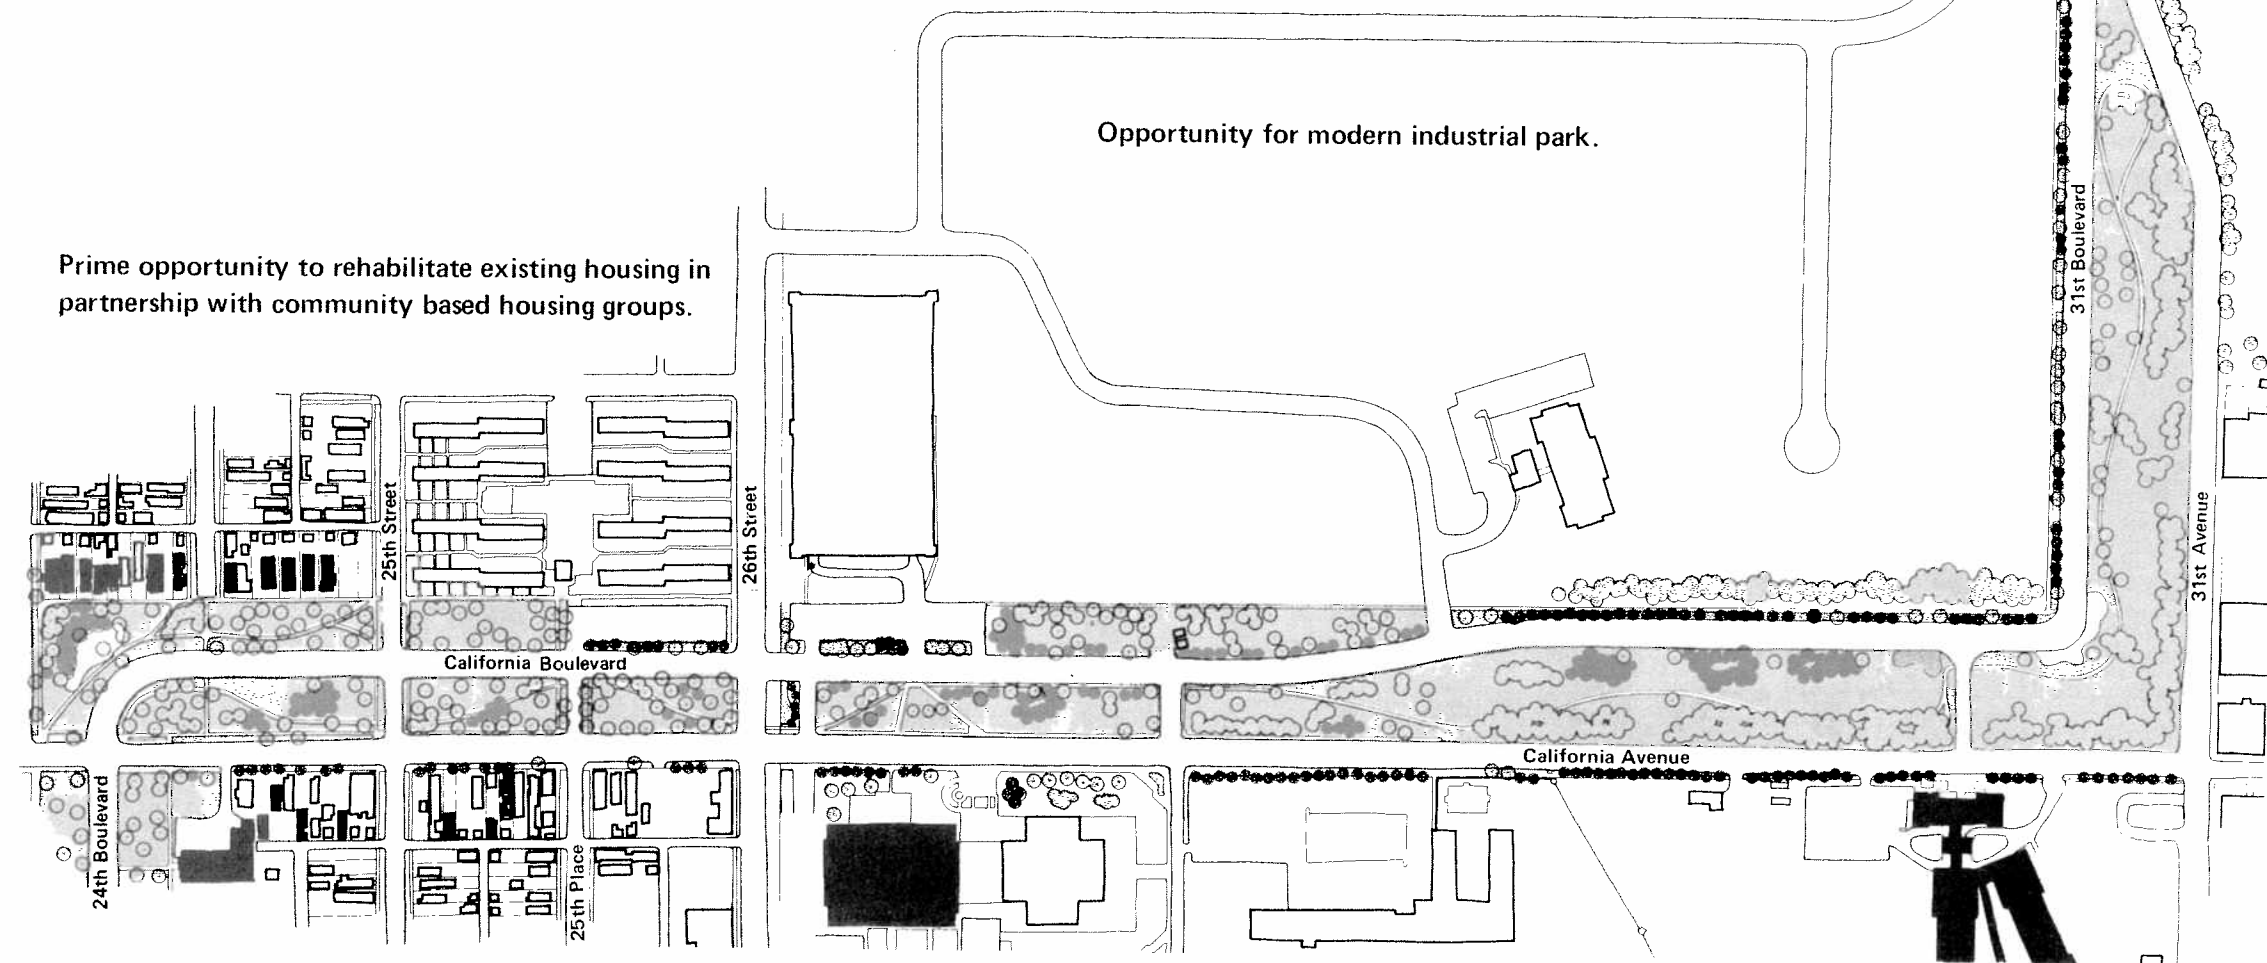 Opportunity for modern industrial park.
Prime opportunity to rehabilitate existing housing in
partnership with community based housing groups.
31st Boulevard
25th Street
26th Street
31st Avenue
California Boulevard
California Avenue
24th Boulevard
25th Place